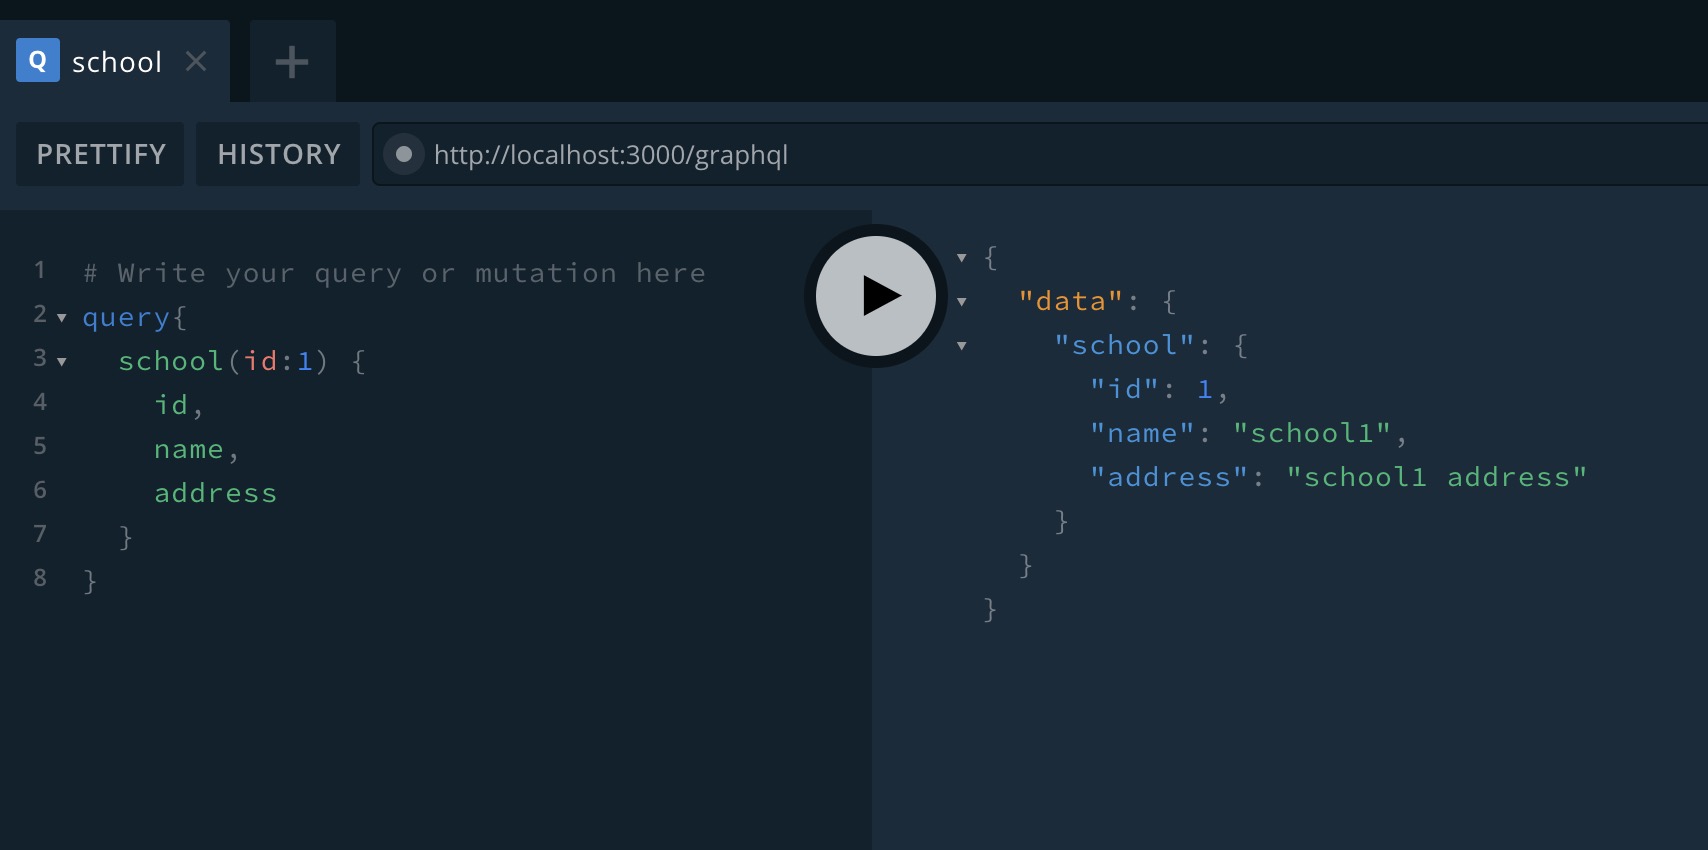 Q school
PRETTIFY HISTORY http://localhost:3000/graphql
1 # Write your query or mutation here
2 query{
3 school(id:1) {
4 id,
5 name,
6 address
7 }
8 }
{
"data": {
"school": {
"id": 1,
"name": "school1",
"address": "school1 address"
}
}
}